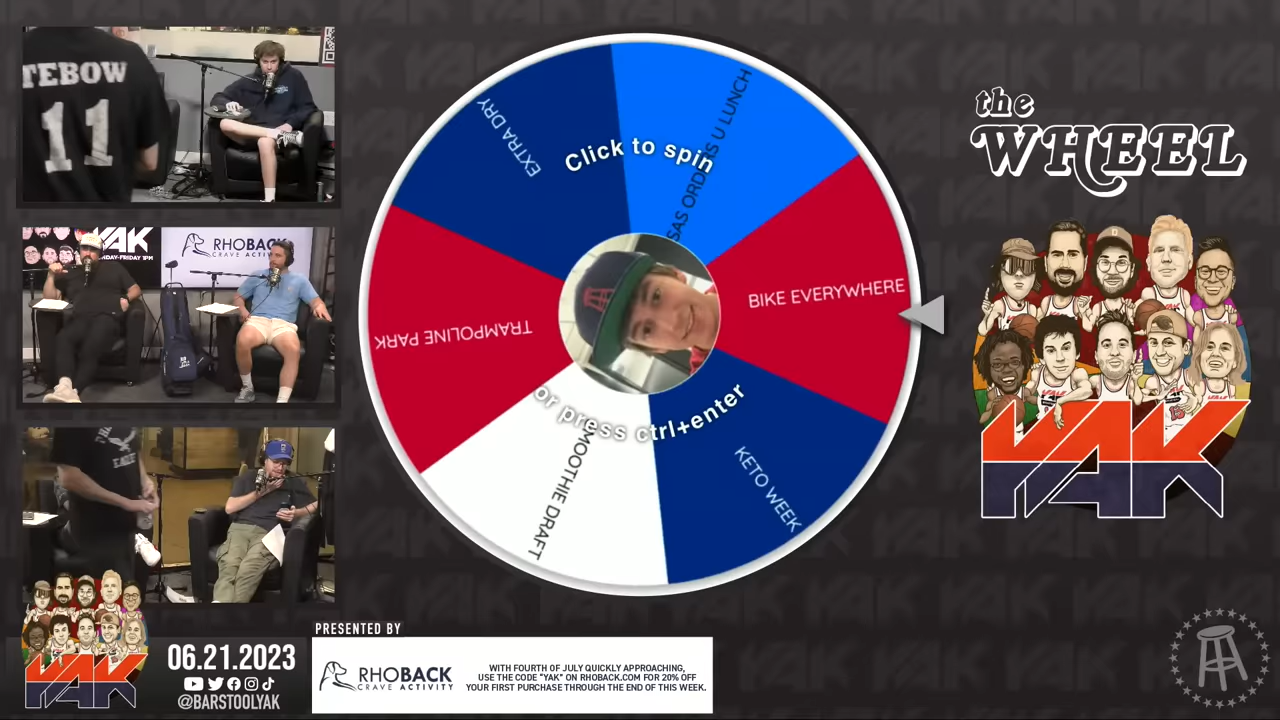 TEBOW
11
YAK
RHOBACK
CRAVE ACTIVITY
EXTRA DRY
SAS ORDERS U LUNCH
BIKE EVERYWHERE
KETO WEEK
SMOOTHIE DRAFT
TRAMPOLINE PARK
Click to spin
or press ctrl+enter
the
WHEEL
YAK
YAK
06.21.2023
@BARSTOOLYAK
PRESENTED BY
RHOBACK
CRAVE ACTIVITY
WITH FOURTH OF JULY QUICKLY APPROACHING,
USE THE CODE "YAK" ON RHOBACK.COM FOR 20% OFF
YOUR FIRST PURCHASE THROUGH THE END OF THIS WEEK.